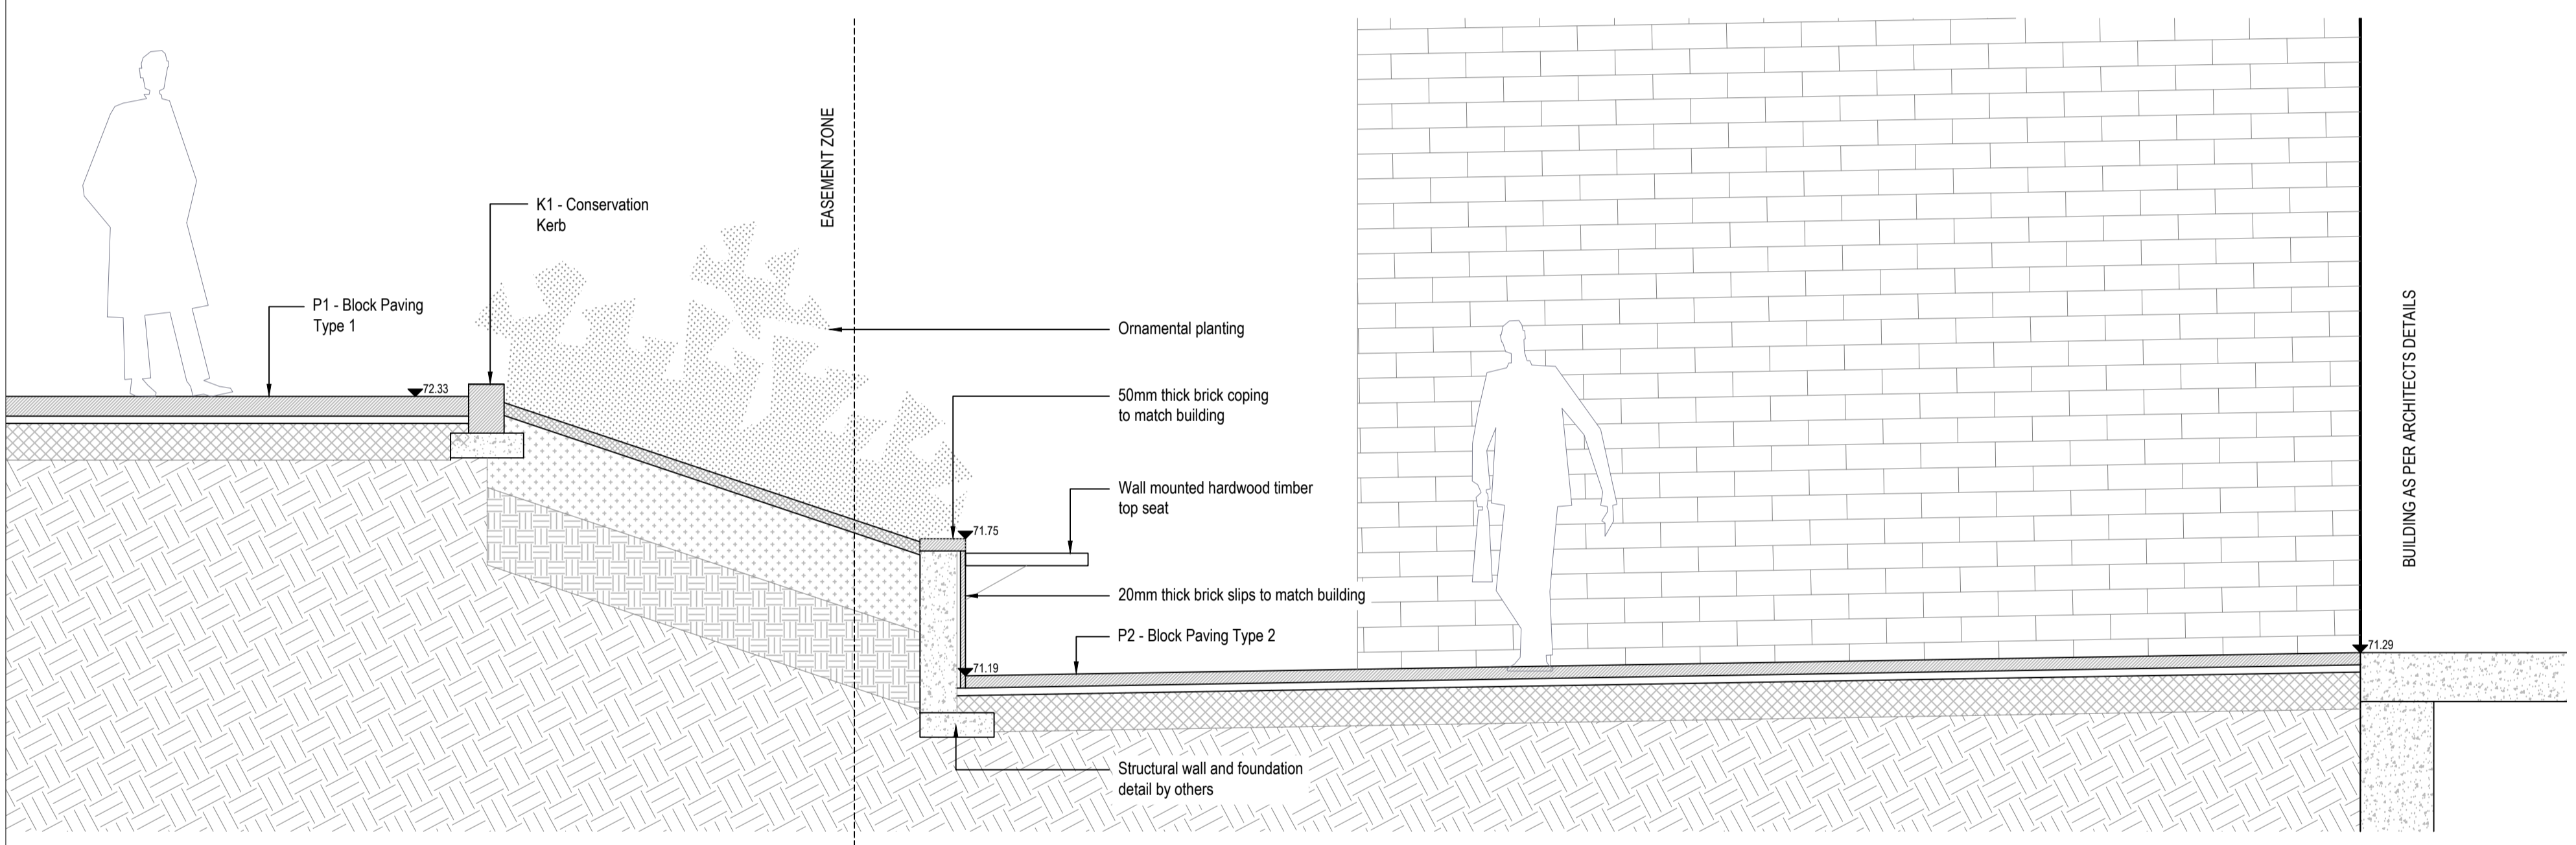 EASEMENT ZONE
K1 - Conservation
Kerb
P1 - Block Paving
Type 1
72.33
Ornamental planting
50mm thick brick coping
to match building
Wall mounted hardwood timber
top seat
71.75
20mm thick brick slips to match building
P2 - Block Paving Type 2
71.19
Structural wall and foundation
detail by others
BUILDING AS PER ARCHITECTS DETAILS
71.29